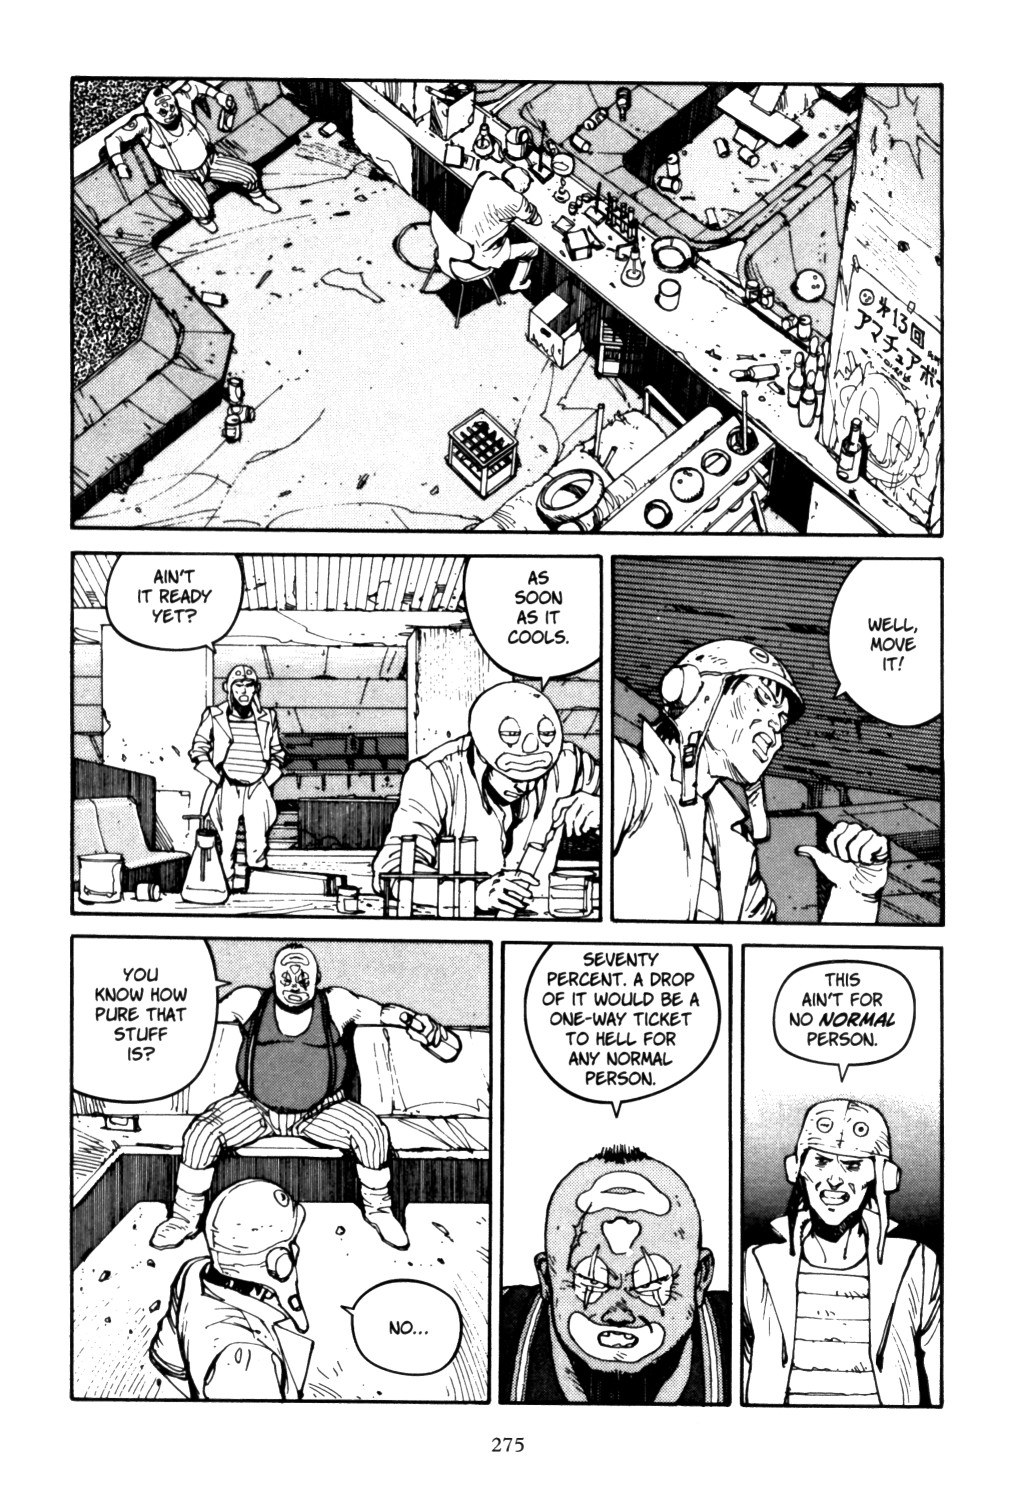 第13回
アマチュアボー
AIN'T
IT READY
YET?
AS
SOON
AS IT
COOLS.
WELL,
MOVE
IT!
YOU
KNOW HOW
PURE THAT
STUFF
IS?
NO...
SEVENTY
PERCENT. A DROP
OF IT WOULD BE A
ONE-WAY TICKET
TO HELL FOR
ANY NORMAL
PERSON.
THIS
AIN'T FOR
NO NORMAL
PERSON.
275